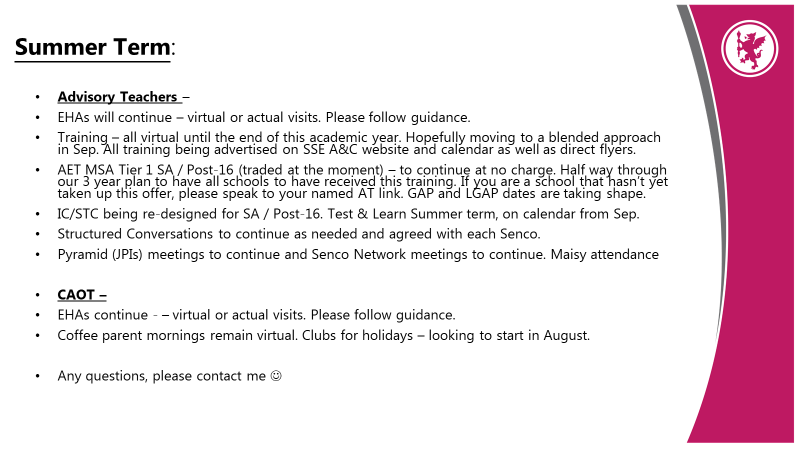 Summer Term:
• Advisory Teachers –
• EHAs will continue – virtual or actual visits. Please follow guidance.
• Training – all virtual until the end of this academic year. Hopefully moving to a blended approach
in Sep. All training being advertised on SSE A&C website and calendar as well as direct flyers.
• AET MSA Tier 1 SA / Post-16 (traded at the moment) – to continue at no charge. Half way through
our 3 year plan to have all schools to have received this training. If you are a school that hasn't yet
taken up this offer, please speak to your named AT link. GAP and LGAP dates are taking shape.
• IC/STC being re-designed for SA / Post-16. Test & Learn Summer term, on calendar from Sep.
• Structured Conversations to continue as needed and agreed with each Senco.
• Pyramid (JPIs) meetings to continue and Senco Network meetings to continue. Maisy attendance
• CAOT –
• EHAs continue - – virtual or actual visits. Please follow guidance.
• Coffee parent mornings remain virtual. Clubs for holidays – looking to start in August.
• Any questions, please contact me ☺